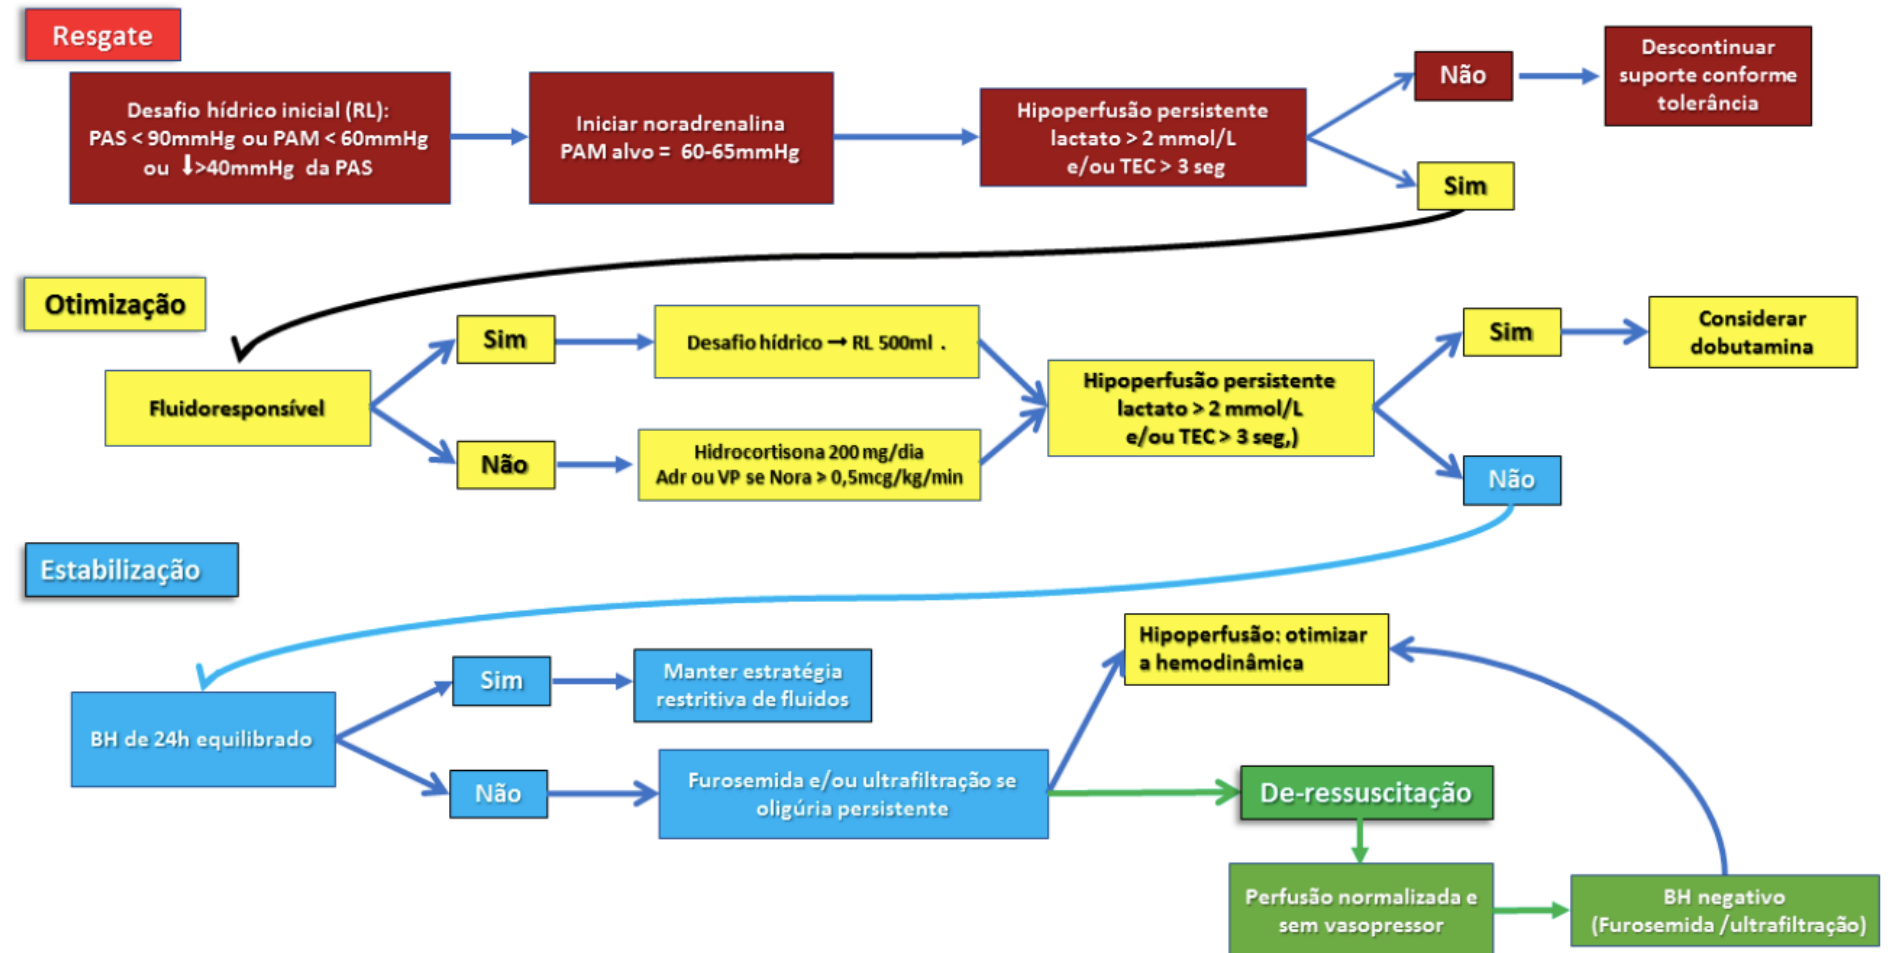 Resgate
Desafio hídrico inicial (RL):
PAS < 90mmHg ou PAM < 60mmHg
ou ⬇>40mmHg da PAS
Iniciar noradrenalina
PAM alvo = 60-65mmHg
Hipoperfusão persistente
lactato > 2 mmol/L
e/ou TEC > 3 seg
Não
Descontinuar
suporte conforme
tolerância
Sim
Otimização
Fluidoresponsível
Sim
Desafio hídrico → RL 500ml .
Não
Hidrocortisona 200 mg/dia
Adr ou VP se Nora > 0,5mcg/kg/min
Hipoperfusão persistente
lactato > 2 mmol/L
e/ou TEC > 3 seg,)
Sim
Considerar
dobutamina
Não
Estabilização
BH de 24h equilibrado
Sim
Manter estratégia
restritiva de fluidos
Não
Furosemida e/ou ultrafiltração se
oligúria persistente
Hipoperfusão: otimizar
a hemodinâmica
De-ressuscitação
Perfusão normalizada e
sem vasopressor
BH negativo
(Furosemida /ultrafiltração)